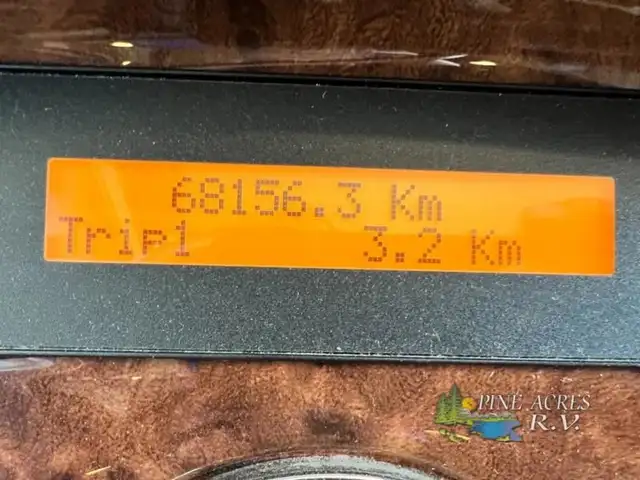 68156.3 Km
Trip1 3.2 Km
PINE ACRES
R.V.